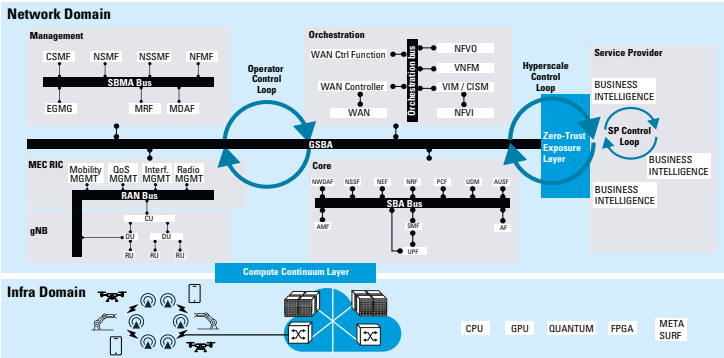 Network Domain
Management
CSMF
NSMF
NSSMF
NFMF
SBMA Bus
EGMG
MRF
MDAF
Operator
Control
Loop
Orchestration
WAN Ctrl Function
WAN Controller
WAN
Orchestration bus
NFVO
VNFM
VIM / CISM
NFVI
Hyperscale
Control
Loop
Zero-Trust
Exposure
Layer
Service Provider
BUSINESS
INTELLIGENCE
SP Control
Loop
BUSINESS
INTELLIGENCE
BUSINESS
INTELLIGENCE
GSBA
MEC RIC
Mobility
MGMT
QoS
MGMT
Interf.
MGMT
Radio
MGMT
RAN Bus
gNB
CU
DU
DU
RU
RU
RU
Core
NWDAF
NSSF
NEF
NRF
PCF
UDM
AUSF
SBA Bus
AMF
SMF
AF
UPF
Compute Continuum Layer
Infra Domain
CPU
GPU
QUANTUM
FPGA
META
SURF